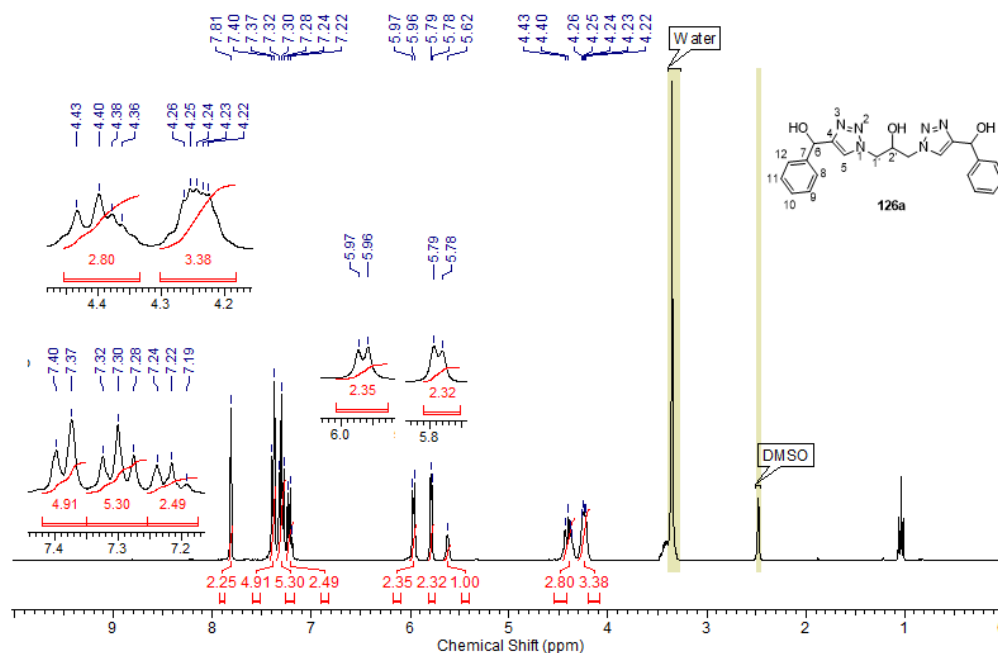 7.81 7.40 7.37 7.32 7.30 7.28 7.24 7.22 5.97 5.96 5.79 5.78 5.62 4.43 4.40 4.26 4.25 4.24 4.23 4.22
Water
4.43 4.40 4.38 4.36 4.26 4.25 4.24 4.23 4.22
2.80 3.38
4.4 4.3 4.2
HO 3 N N 2 OH N N OH
4 N N
12 7 6 5 1 1' 2'
11 8
10 9
126a
5.97 5.96 5.79 5.78
2.35 2.32
6.0 5.8
7.40 7.37 7.32 7.30 7.28 7.24 7.22 7.19
4.91 5.30 2.49
7.4 7.3 7.2
DMSO
2.25 4.91 5.30 2.49 2.35 2.32 1.00 2.80 3.38
9 8 7 6 5 4 3 2 1
Chemical Shift (ppm)